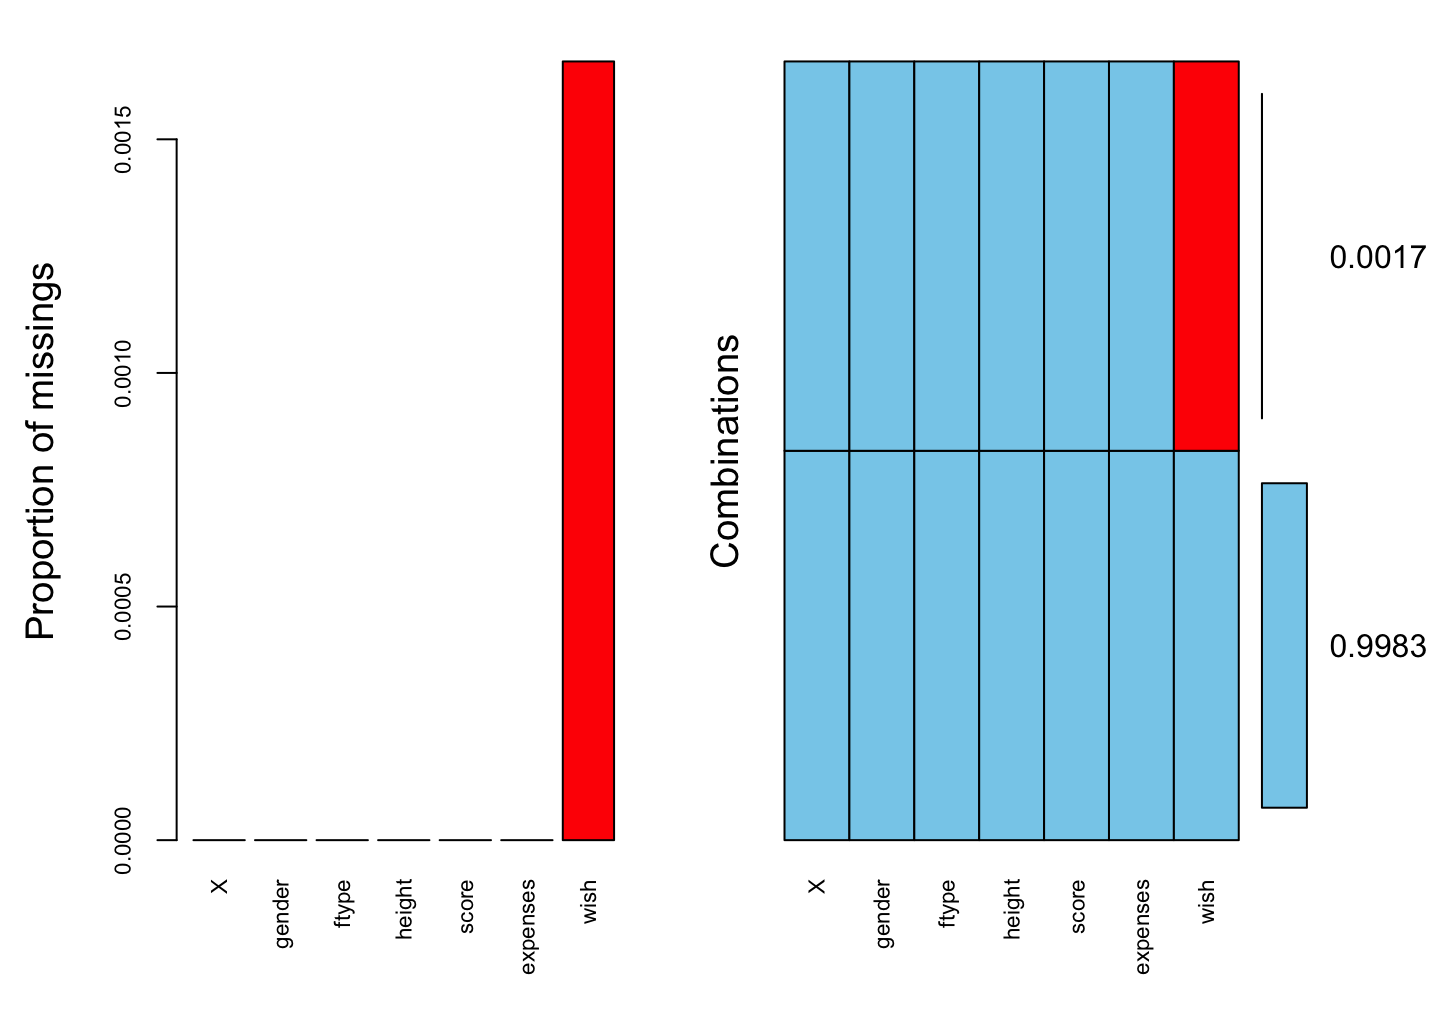 Proportion of missings
0.0015
0.0010
0.0005
0.0000
X
gender
ftype
height
score
expenses
wish
Combinations
X
gender
ftype
height
score
expenses
wish
0.0017
0.9983